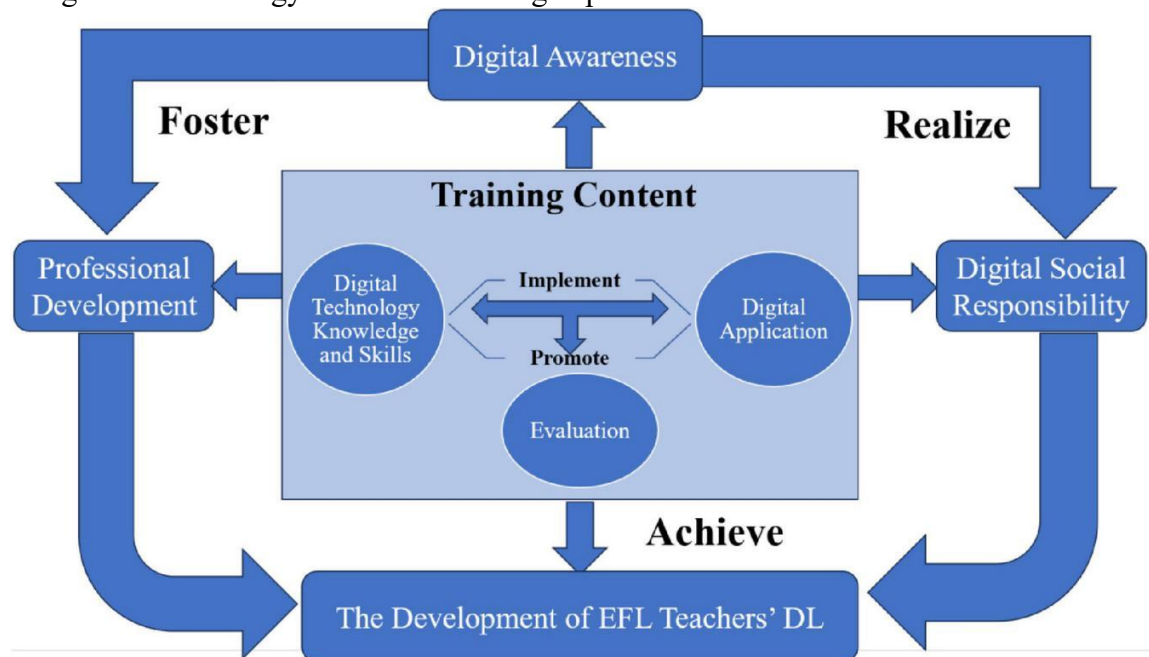 Digital Awareness
Foster
Realize
Training Content
Professional
Development
Digital
Technology
Knowledge
and Skills
Implement
Promote
Digital
Application
Evaluation
Digital Social
Responsibility
Achieve
The Development of EFL Teachers’ DL